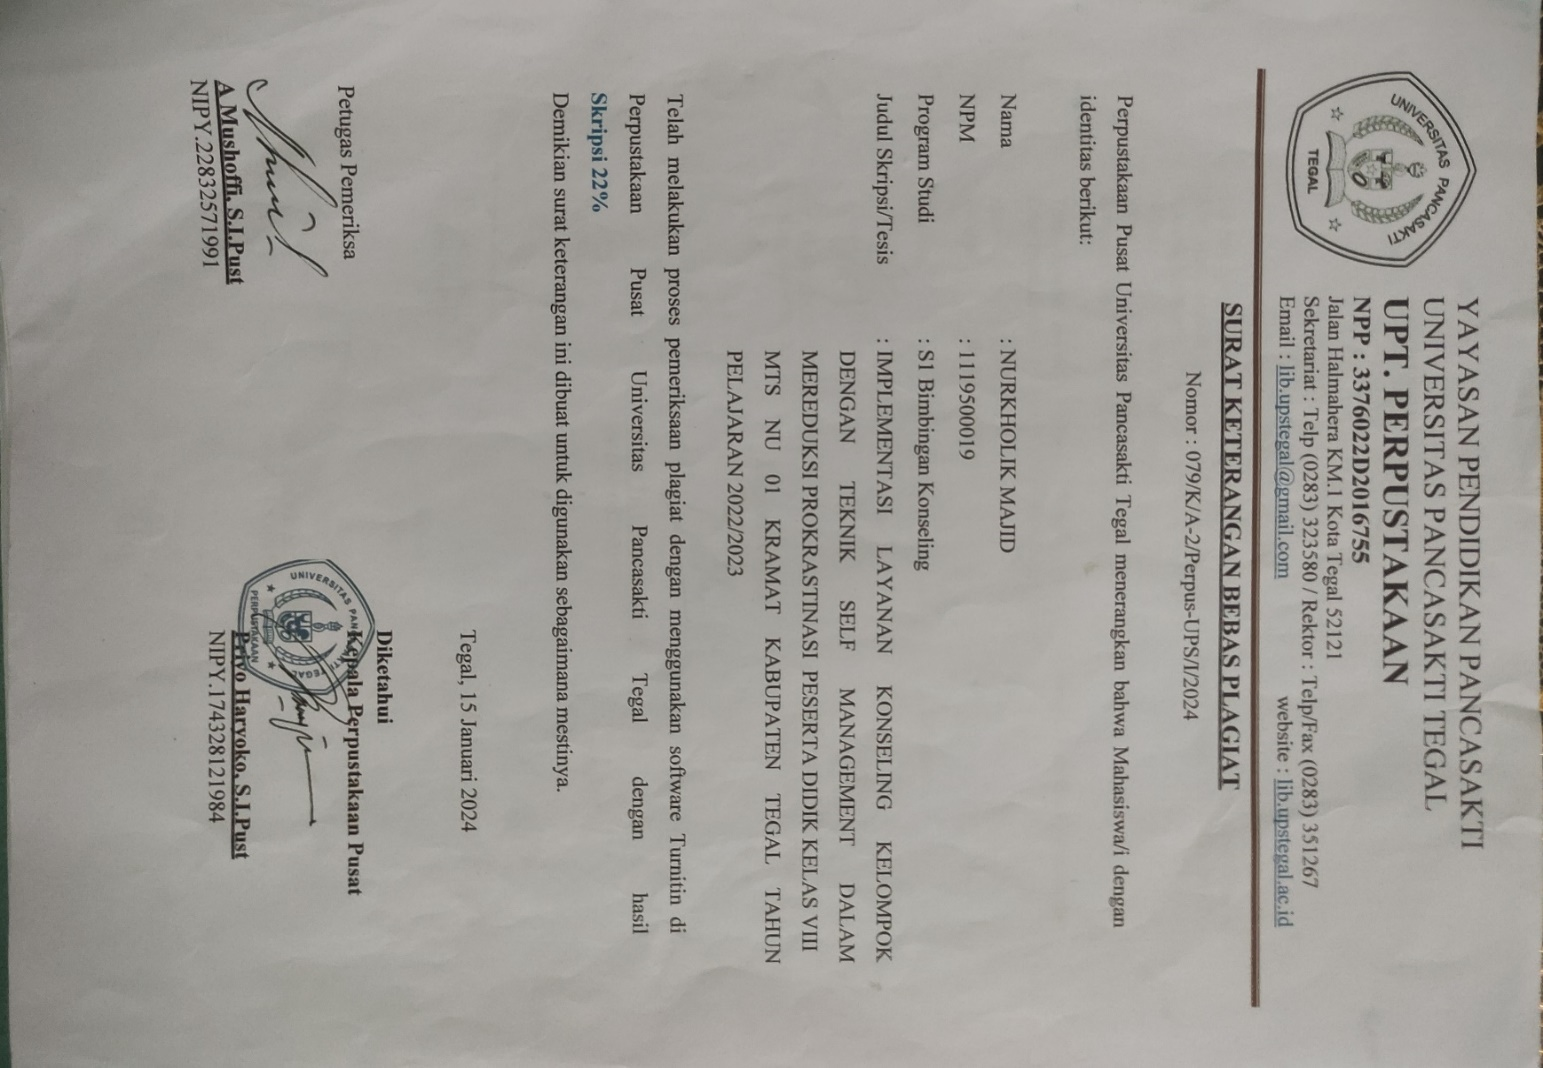 UNIVERSITAS PANCASAKTI
TEGAL
YAYASAN PENDIDIKAN PANCASAKTI
UNIVERSITAS PANCASAKTI TEGAL
UPT. PERPUSTAKAAN
NPP : 3376022D2016755
Jalan Halmahera KM.1 Kota Tegal 52121
Sekretariat : Telp (0283) 323580 / Rektor : Telp/Fax (0283) 351267
Email : lib.upstegal@gmail.com website : lib.upstegal.ac.id
SURAT KETERANGAN BEBAS PLAGIAT
Nomor : 079/K/A-2/Perpus-UPS/I/2024
Perpustakaan Pusat Universitas Pancasakti Tegal menerangkan bahwa Mahasiswa/i dengan
identitas berikut:
Nama : NURKHOLIK MAJID
NPM : 1119500019
Program Studi : S1 Bimbingan Konseling
Judul Skripsi/Tesis : IMPLEMENTASI LAYANAN KONSELING KELOMPOK
DENGAN TEKNIK SELF MANAGEMENT DALAM
MEREDUKSI PROKRASTINASI PESERTA DIDIK KELAS VIII
MTS NU 01 KRAMAT KABUPATEN TEGAL TAHUN
PELAJARAN 2022/2023
Telah melakukan proses pemeriksaan plagiat dengan menggunakan software Turnitin di
Perpustakaan Pusat Universitas Pancasakti Tegal dengan hasil
Skripsi 22%
Demikian surat keterangan ini dibuat untuk digunakan sebagaimana mestinya.
Tegal, 15 Januari 2024
Petugas Pemeriksa
A.Mushoffi, S.I.Pust
NIPY.22832571991
Diketahui
Kepala Perpustakaan Pusat
UNIVERSITAS PAN
TEGAL
PERPUSTAKAAN
Priyo Haryoko, S.I.Pust
NIPY.17432812198​4